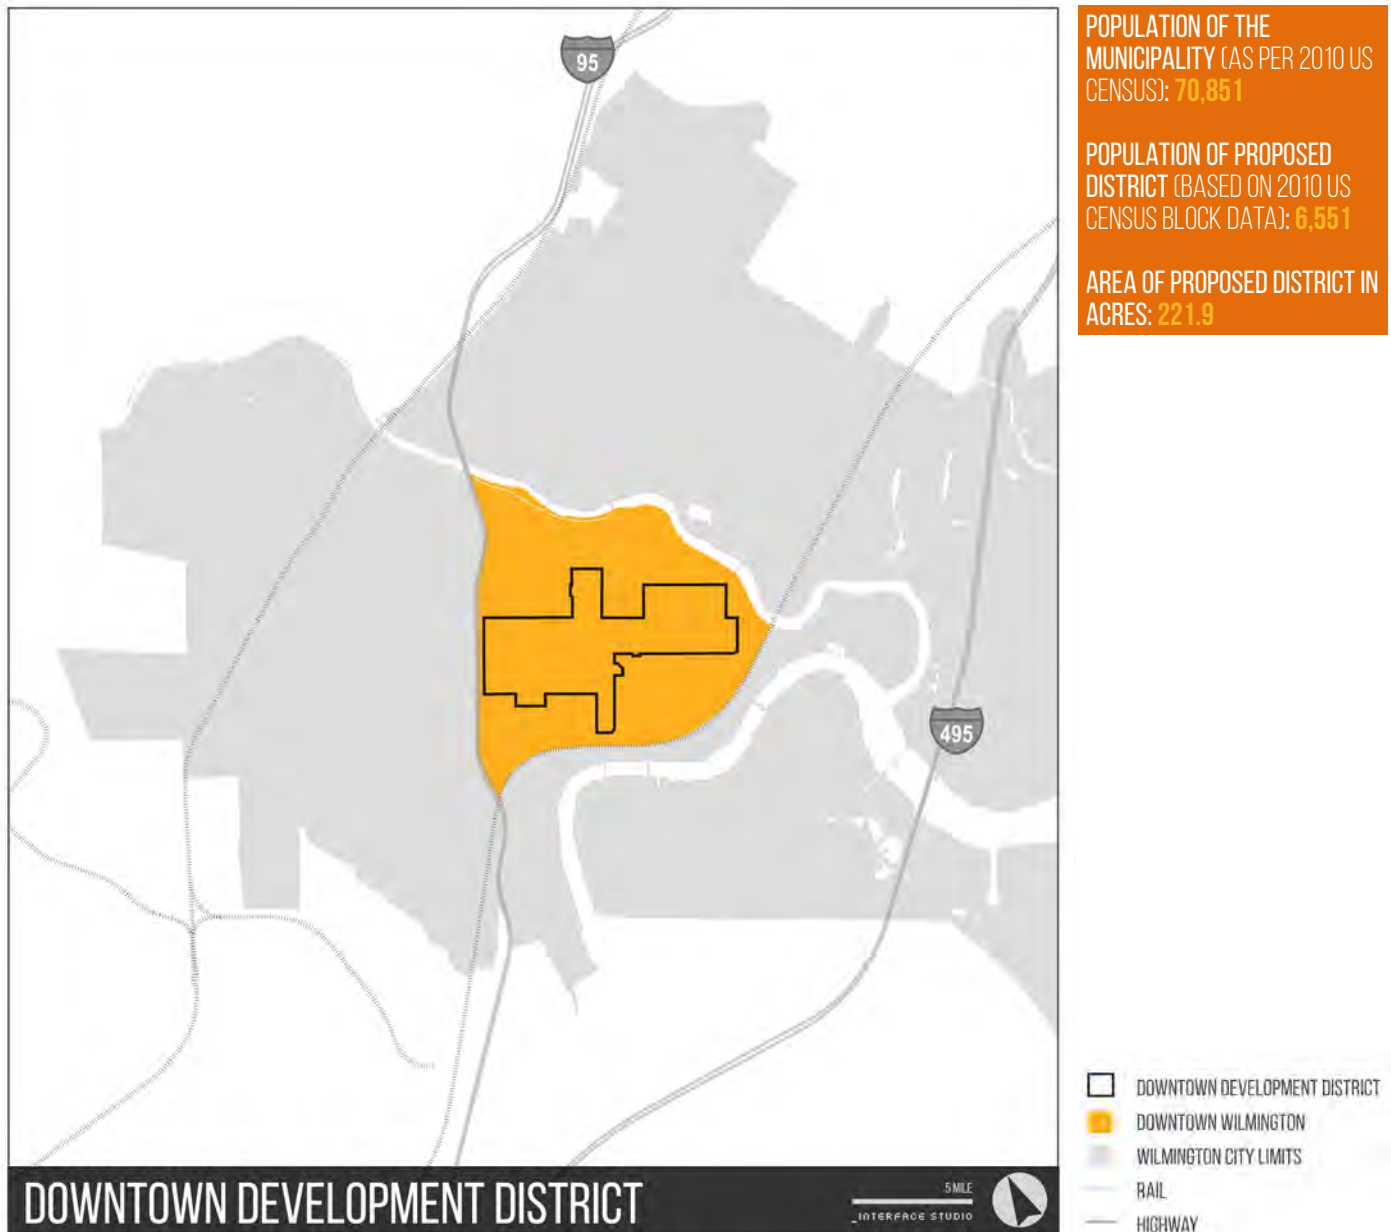 95
POPULATION OF THE
MUNICIPALITY (AS PER 2010 US
CENSUS): 70,851
POPULATION OF PROPOSED
DISTRICT (BASED ON 2010 US
CENSUS BLOCK DATA): 6,551
AREA OF PROPOSED DISTRICT IN
ACRES: 221.9
495
DOWNTOWN DEVELOPMENT DISTRICT
DOWNTOWN WILMINGTON
WILMINGTON CITY LIMITS
RAIL
HIGHWAY
DOWNTOWN DEVELOPMENT DISTRICT
.5 MILE
_INTERFACE STUDIO